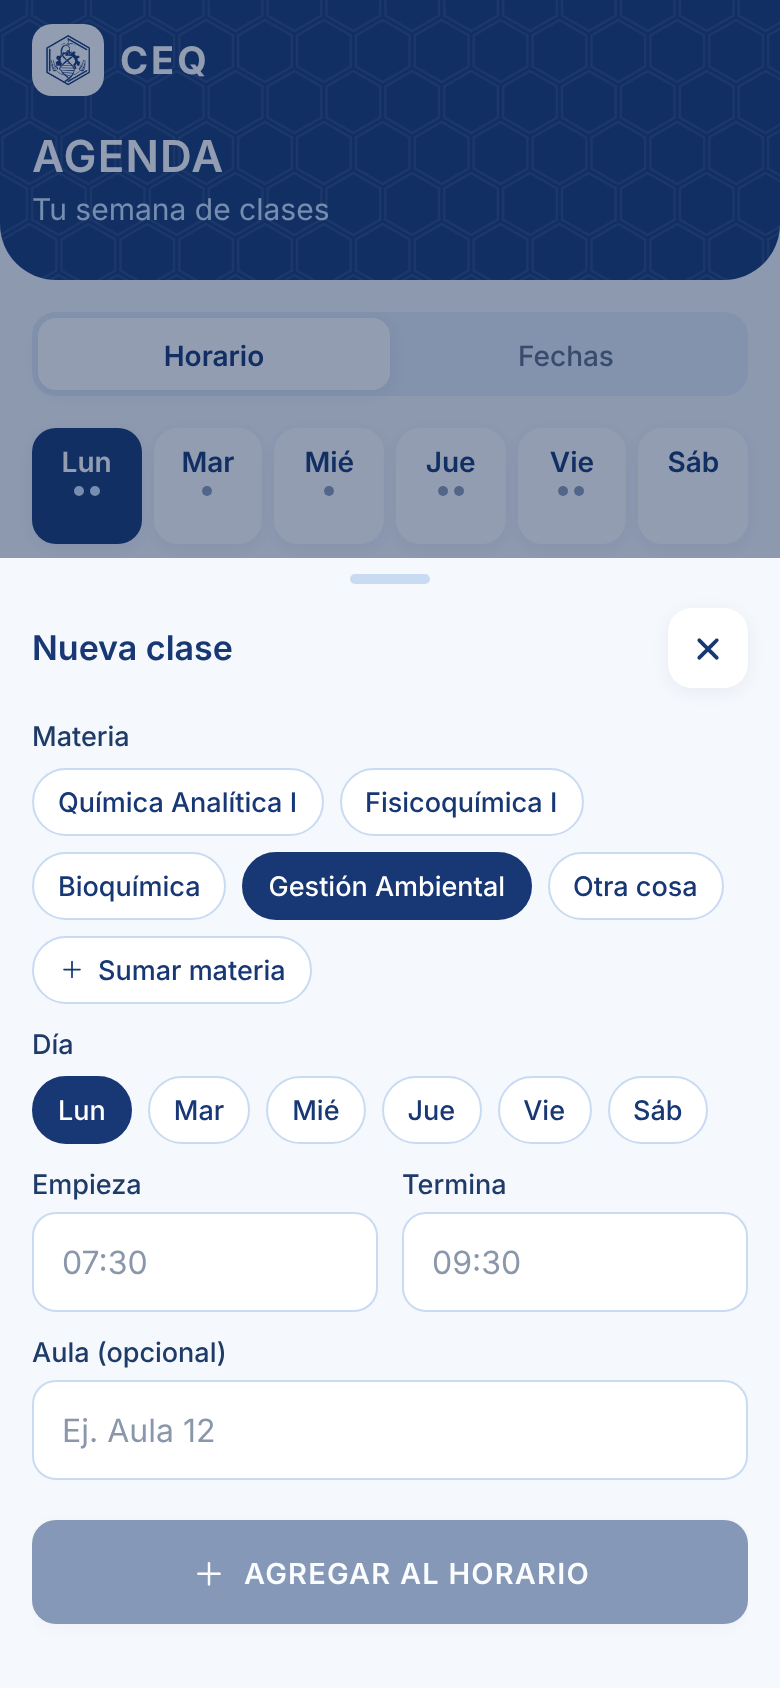 CEQ
AGENDA
Tu semana de clases
Horario Fechas
Lun Mar Mié Jue Vie Sáb
Nueva clase
Materia
Química Analítica I Fisicoquímica I
Bioquímica Gestión Ambiental Otra cosa
+ Sumar materia
Día
Lun Mar Mié Jue Vie Sáb
Empieza Termina
07:30 09:30
Aula (opcional)
Ej. Aula 12
+ AGREGAR AL HORARIO